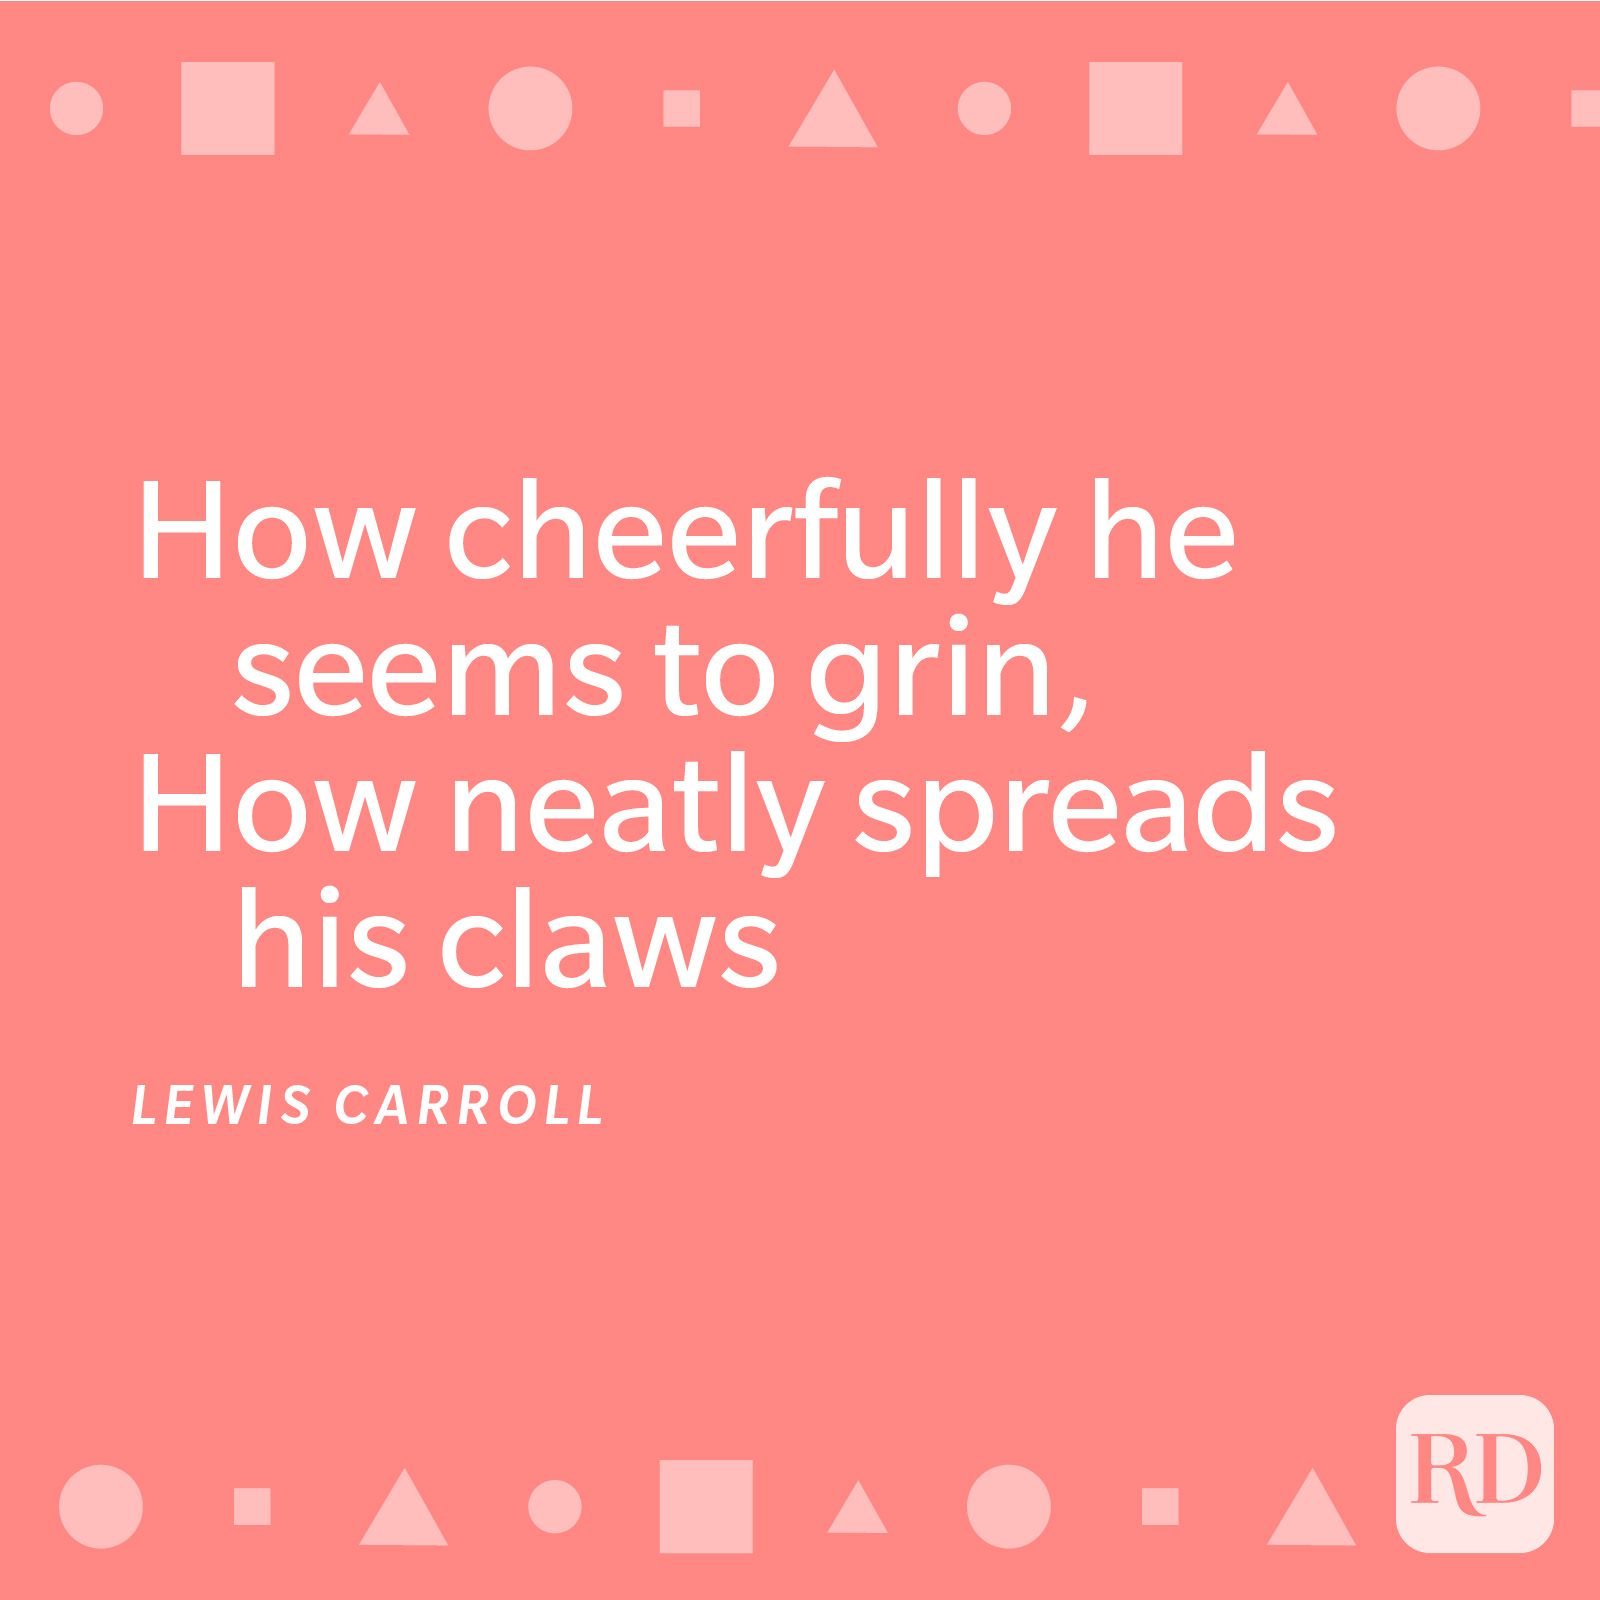 How cheerfully he
seems to grin,
How neatly spreads
his claws
LEWIS CARROLL
RD